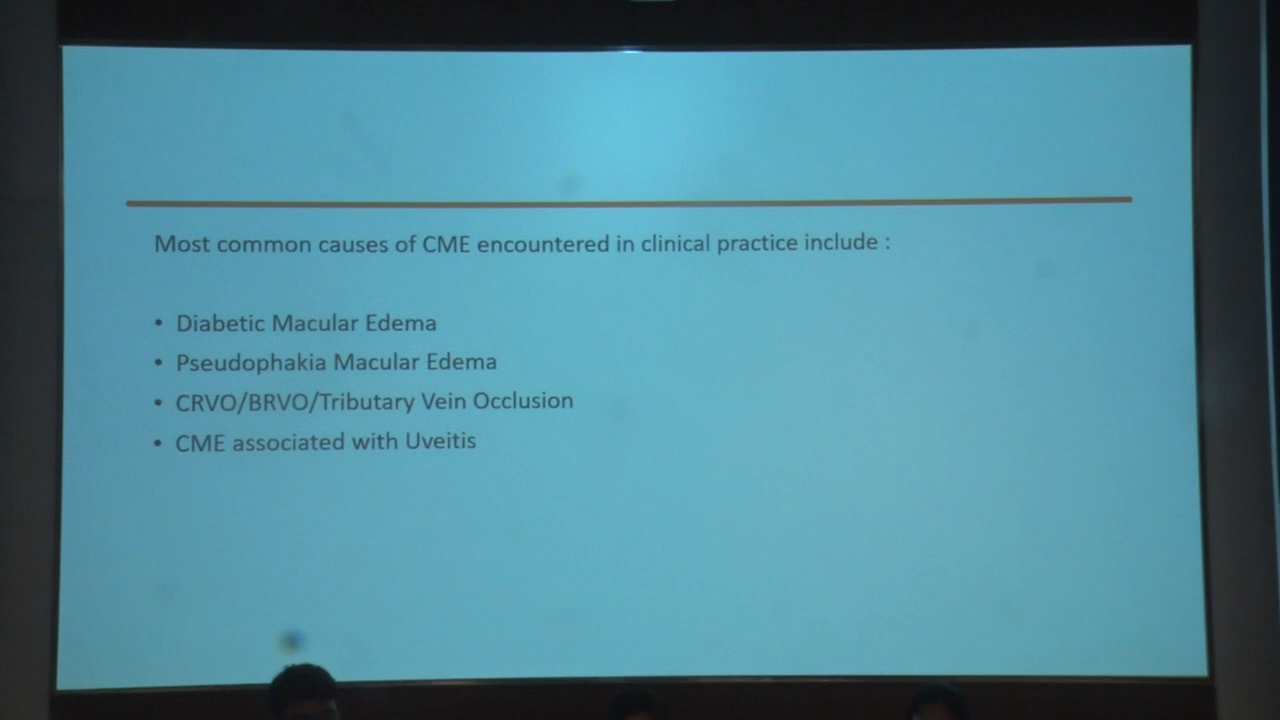 Most common causes of CME encountered in clinical practice include :
• Diabetic Macular Edema
• Pseudophakia Macular Edema
• CRVO/BRVO/Tributary Vein Occlusion
• CME associated with Uveitis